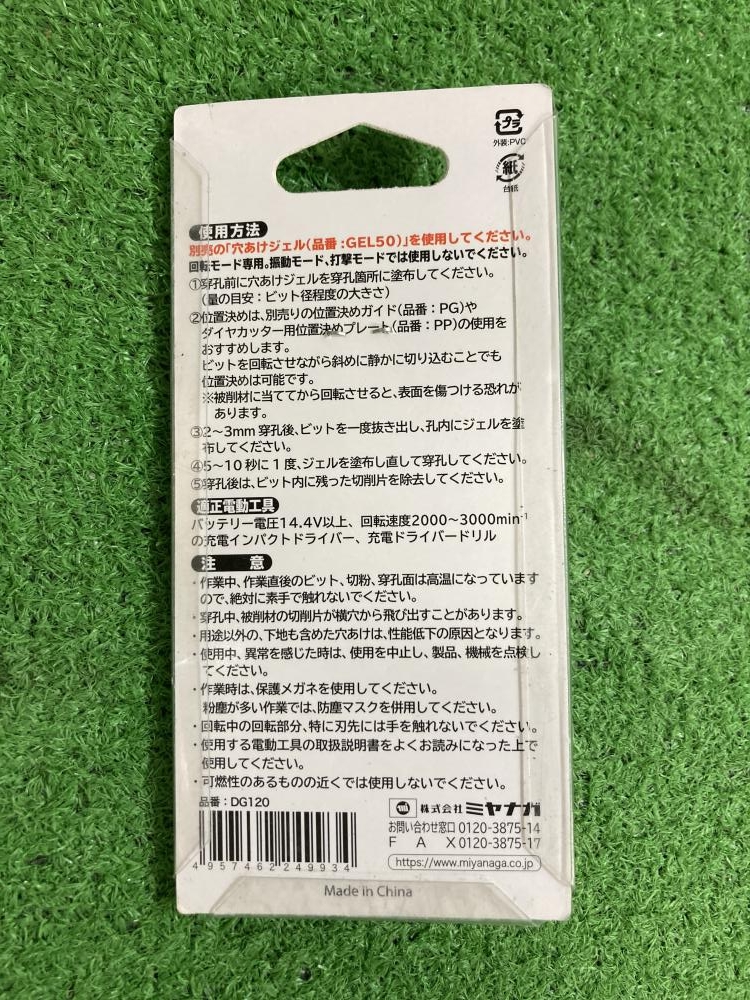 プラ
外装:PVC
紙
台紙
使用方法
別売の「穴あけジェル(品番:GEL50)」を使用してください。
回転モード専用。振動モード、打撃モードでは使用しないでください。
①穿孔前に穴あけジェルを穿孔箇所に塗布してください。
(量の目安:ビット径程度の大きさ)
②位置決めは、別売りの位置決めガイド(品番:PG)や
ダイヤカッター用位置決めプレート(品番:PP)の使用を
おすすめします。
ビットを回転させながら斜めに静かに切り込むことでも
位置決めは可能です。
※被削材に当ててから回転させると、表面を傷つける恐れが
あります。
③2~3mm穿孔後、ビットを一度抜き出し、孔内にジェルを塗
布してください。
④5~10秒に1度、ジェルを塗布し直して穿孔してください。
⑤穿孔後は、ビット内に残った切削片を除去してください。
適正電動工具
バッテリー電圧14.4V以上、回転速度2000~3000min⁻¹
の充電インパクトドライバー、充電ドライバードリル
注 意
・作業中、作業直後のビット、切粉、穿孔面は高温になっています
ので、絶対に素手で触れないでください。
・穿孔中、被削材の切削片が横穴から飛び出すことがあります。
・用途以外の、下地も含めた穴あけは、性能低下の原因となります。
・使用中、異常を感じた時は、使用を中止し、製品、機械を点検し
てください。
・作業時は、保護メガネを使用してください。
粉塵が多い作業では、防塵マスクを併用してください。
・回転中の回転部分、特に刃先には手を触れないでください。
・使用する電動工具の取扱説明書をよくお読みになった上で
使用してください。
・可燃性のあるものの近くでは使用しないでください。
品番:DG120
4957462249934
株式会社ミヤナガ
お問い合わせ窓口 0120-3875-14
FAX 0120-3875-17
https://www.miyanaga.co.jp
Made in China